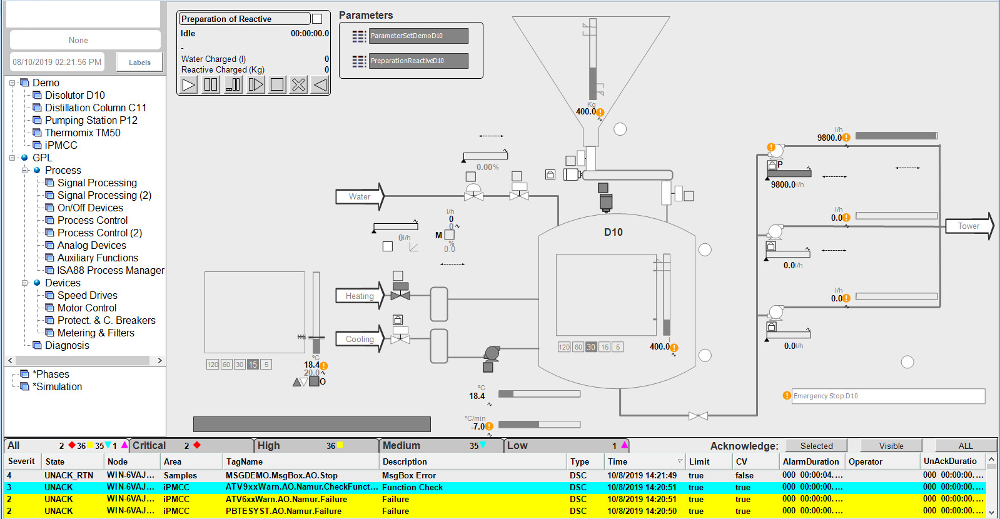 None
08/10/2019 02:21:56 PM
Labels
Demo
Disolutor D10
Distillation Column C11
Pumping Station P12
Thermomix TM50
iPMCC
GPL
Process
Signal Processing
Signal Processing (2)
On/Off Devices
Process Control
Process Control (2)
Analog Devices
Auxiliary Functions
ISA88 Process Manager
Devices
Speed Drives
Motor Control
Protect. & C. Breakers
Metering & Filters
Diagnosis
*Phases
*Simulation
Preparation of Reactive
Idle 00:00:00.0
-
Water Charged (l) 0
Reactive Charged (Kg) 0
Parameters
ParameterSetDemoD10
PreparationReactiveD10
Kg
400.0
0.00%
Water
l/h
0
0
M
%
0.0
0l/h
Heating
Cooling
120 60 30 15 5
°C
18.4
20.0
O
D10
120 60 30 15 5
l
400.0
°C
18.4
°C/min
-7.0
l/h
9800.0
P
9800.0l/h
l/h
0.0
0.0l/h
l/h
0.0
0.0l/h
Tower
Emergency Stop D10
All 2 36 35 1
Critical 2
High 36
Medium 35
Low 1
Acknowledge: Selected Visible ALL
Severit State Node Area TagName Description Type Time Limit CV AlarmDuration Operator UnAckDuratio
4 UNACK_RTN WIN-6VAJ... Samples MSGDEMO.MsgBox.AO.Stop MsgBox Error DSC 10/8/2019 14:21:49 true false 000 00:00:04.... 000 00:00:00....
3 UNACK WIN-6VAJ... iPMCC ATV9xxWarn.AO.Namur.CheckFunct... Function Check DSC 10/8/2019 14:20:51 true true 000 00:00:00.... 000 00:00:00....
2 UNACK WIN-6VAJ... iPMCC ATV6xxWarn.AO.Namur.Failure Failure DSC 10/8/2019 14:20:51 true true 000 00:00:00.... 000 00:00:00....
2 UNACK WIN-6VAJ... iPMCC PBTESYST.AO.Namur.Failure Failure DSC 10/8/2019 14:20:50 true true 000 00:00:00.... 000 00:00:00....